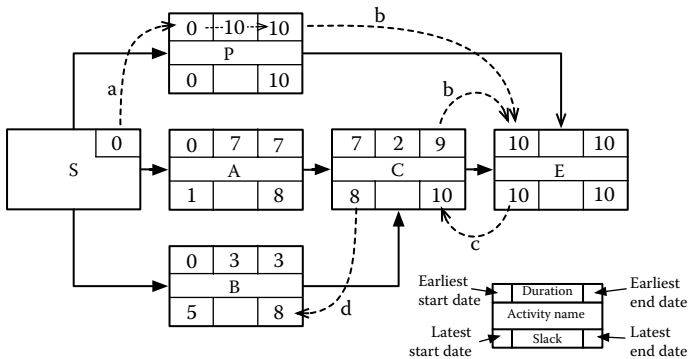 b
0 10 10
P
0 10
a
b
0
S
0 7 7
A
1 8
7 2 9
C
8 10
10 10
E
10 10
c
0 3 3
B
5 8
d
Earliest start date
Duration
Earliest end date
Activity name
Latest start date
Slack
Latest end date